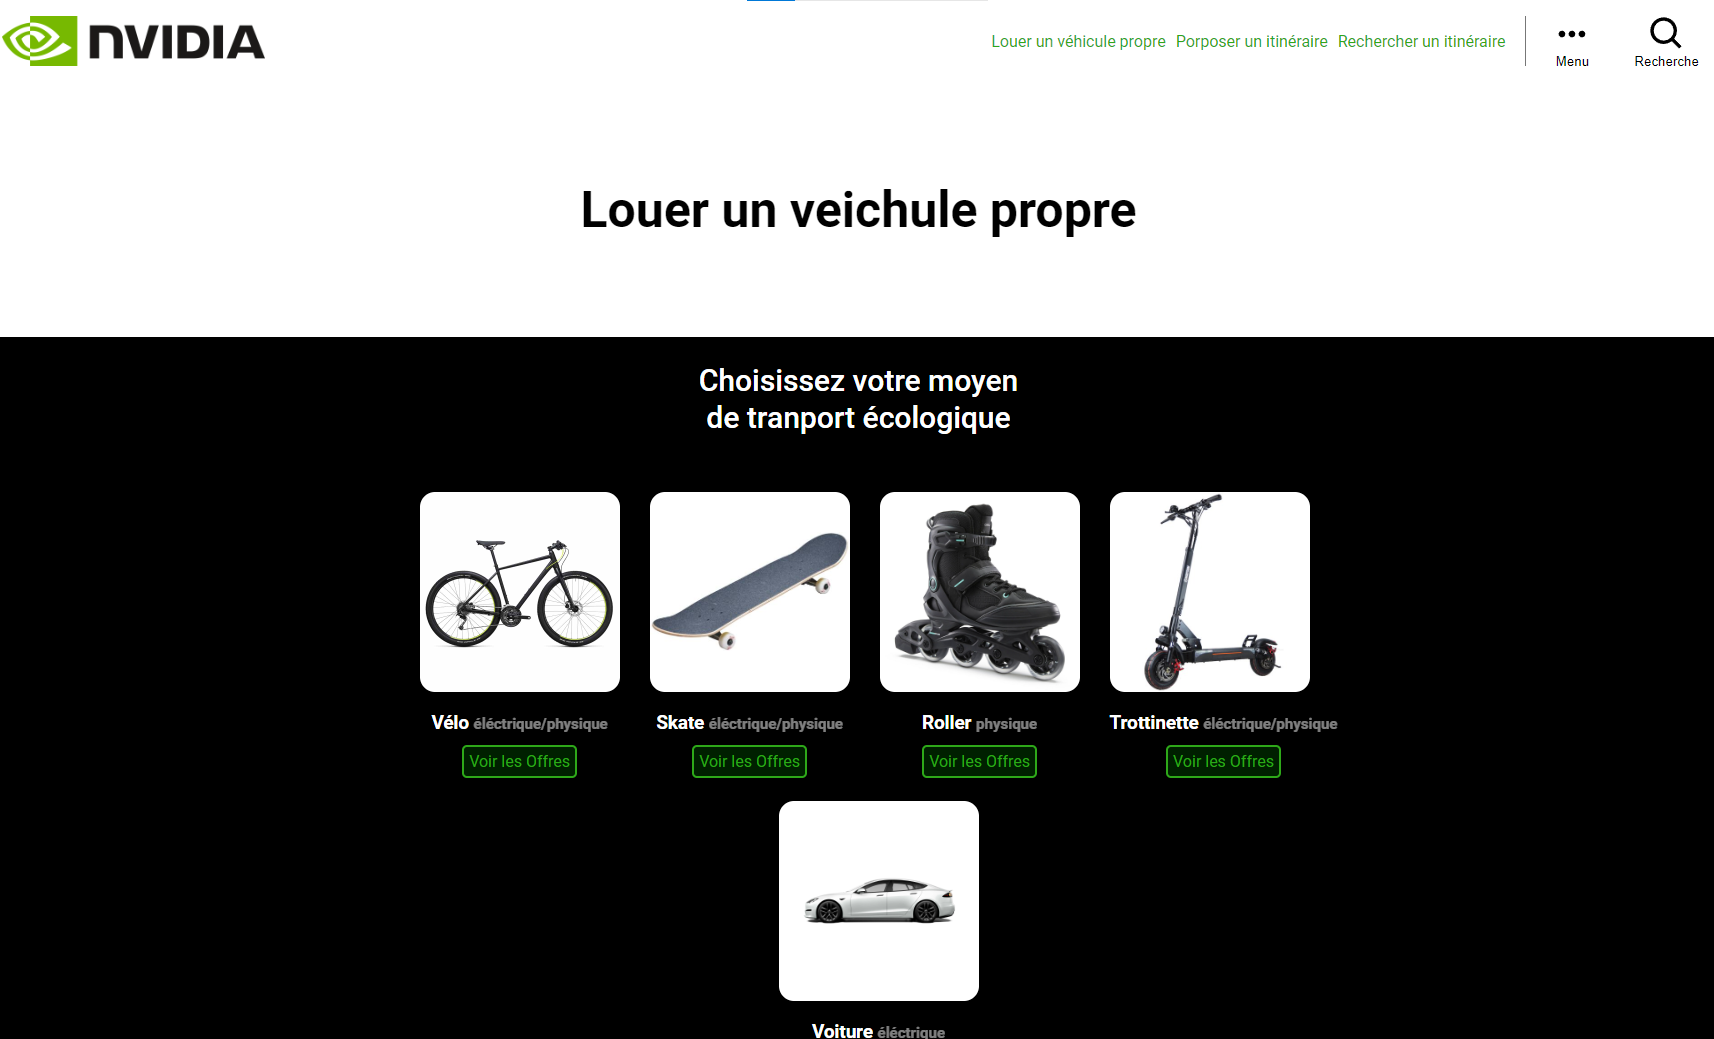 NVIDIA
Louer un véhicule propre Porposer un itinéraire Rechercher un itinéraire
Menu
Recherche
Louer un veichule propre
Choisissez votre moyen
de tranport écologique
Vélo éléctrique/physique
Voir les Offres
Skate éléctrique/physique
Voir les Offres
Roller physique
Voir les Offres
Trottinette éléctrique/physique
Voir les Offres
Voiture éléctrique